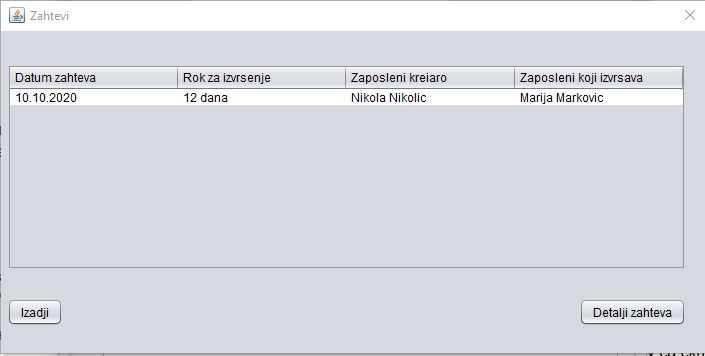 Zahtevi
Datum zahteva Rok za izvrsenje Zaposleni kreiaro Zaposleni koji izvrsava
10.10.2020 12 dana Nikola Nikolic Marija Markovic
Izadji Detalji zahteva